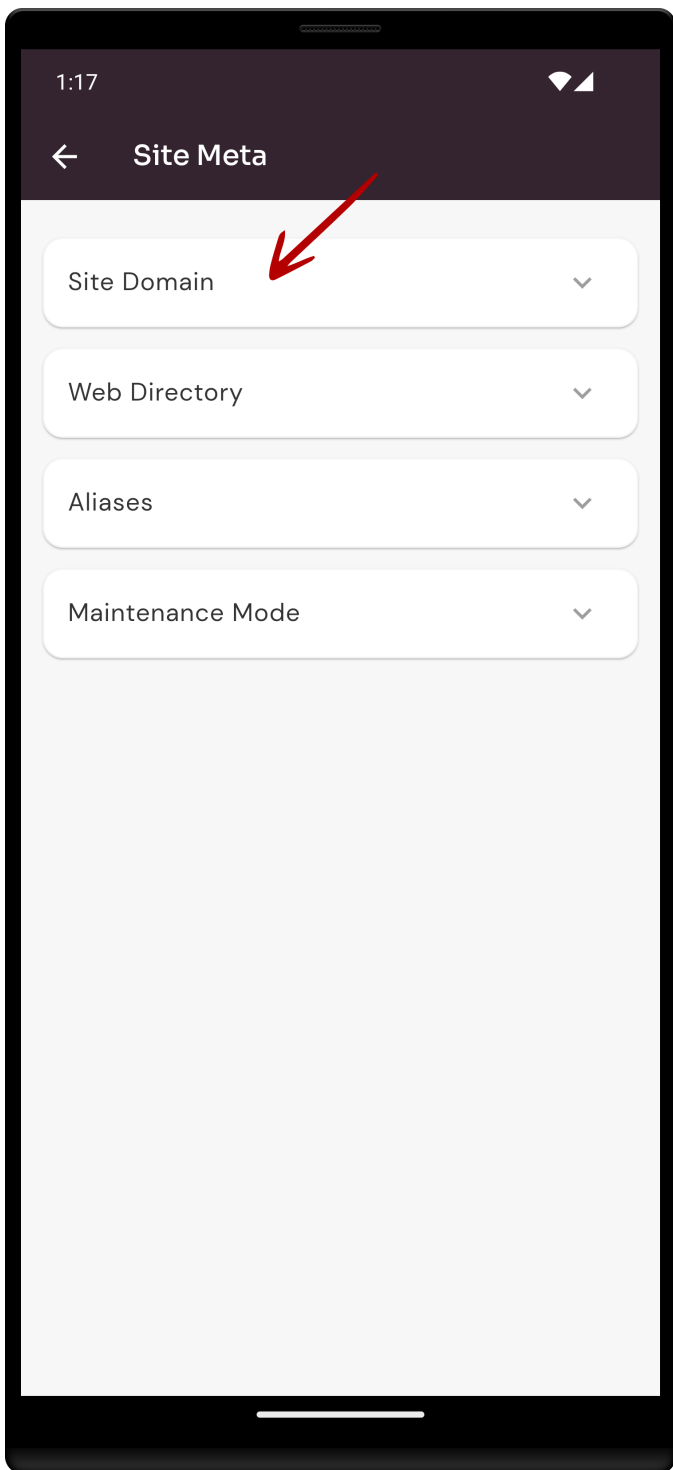 1:17
Site Meta
Site Domain
Web Directory
Aliases
Maintenance Mode